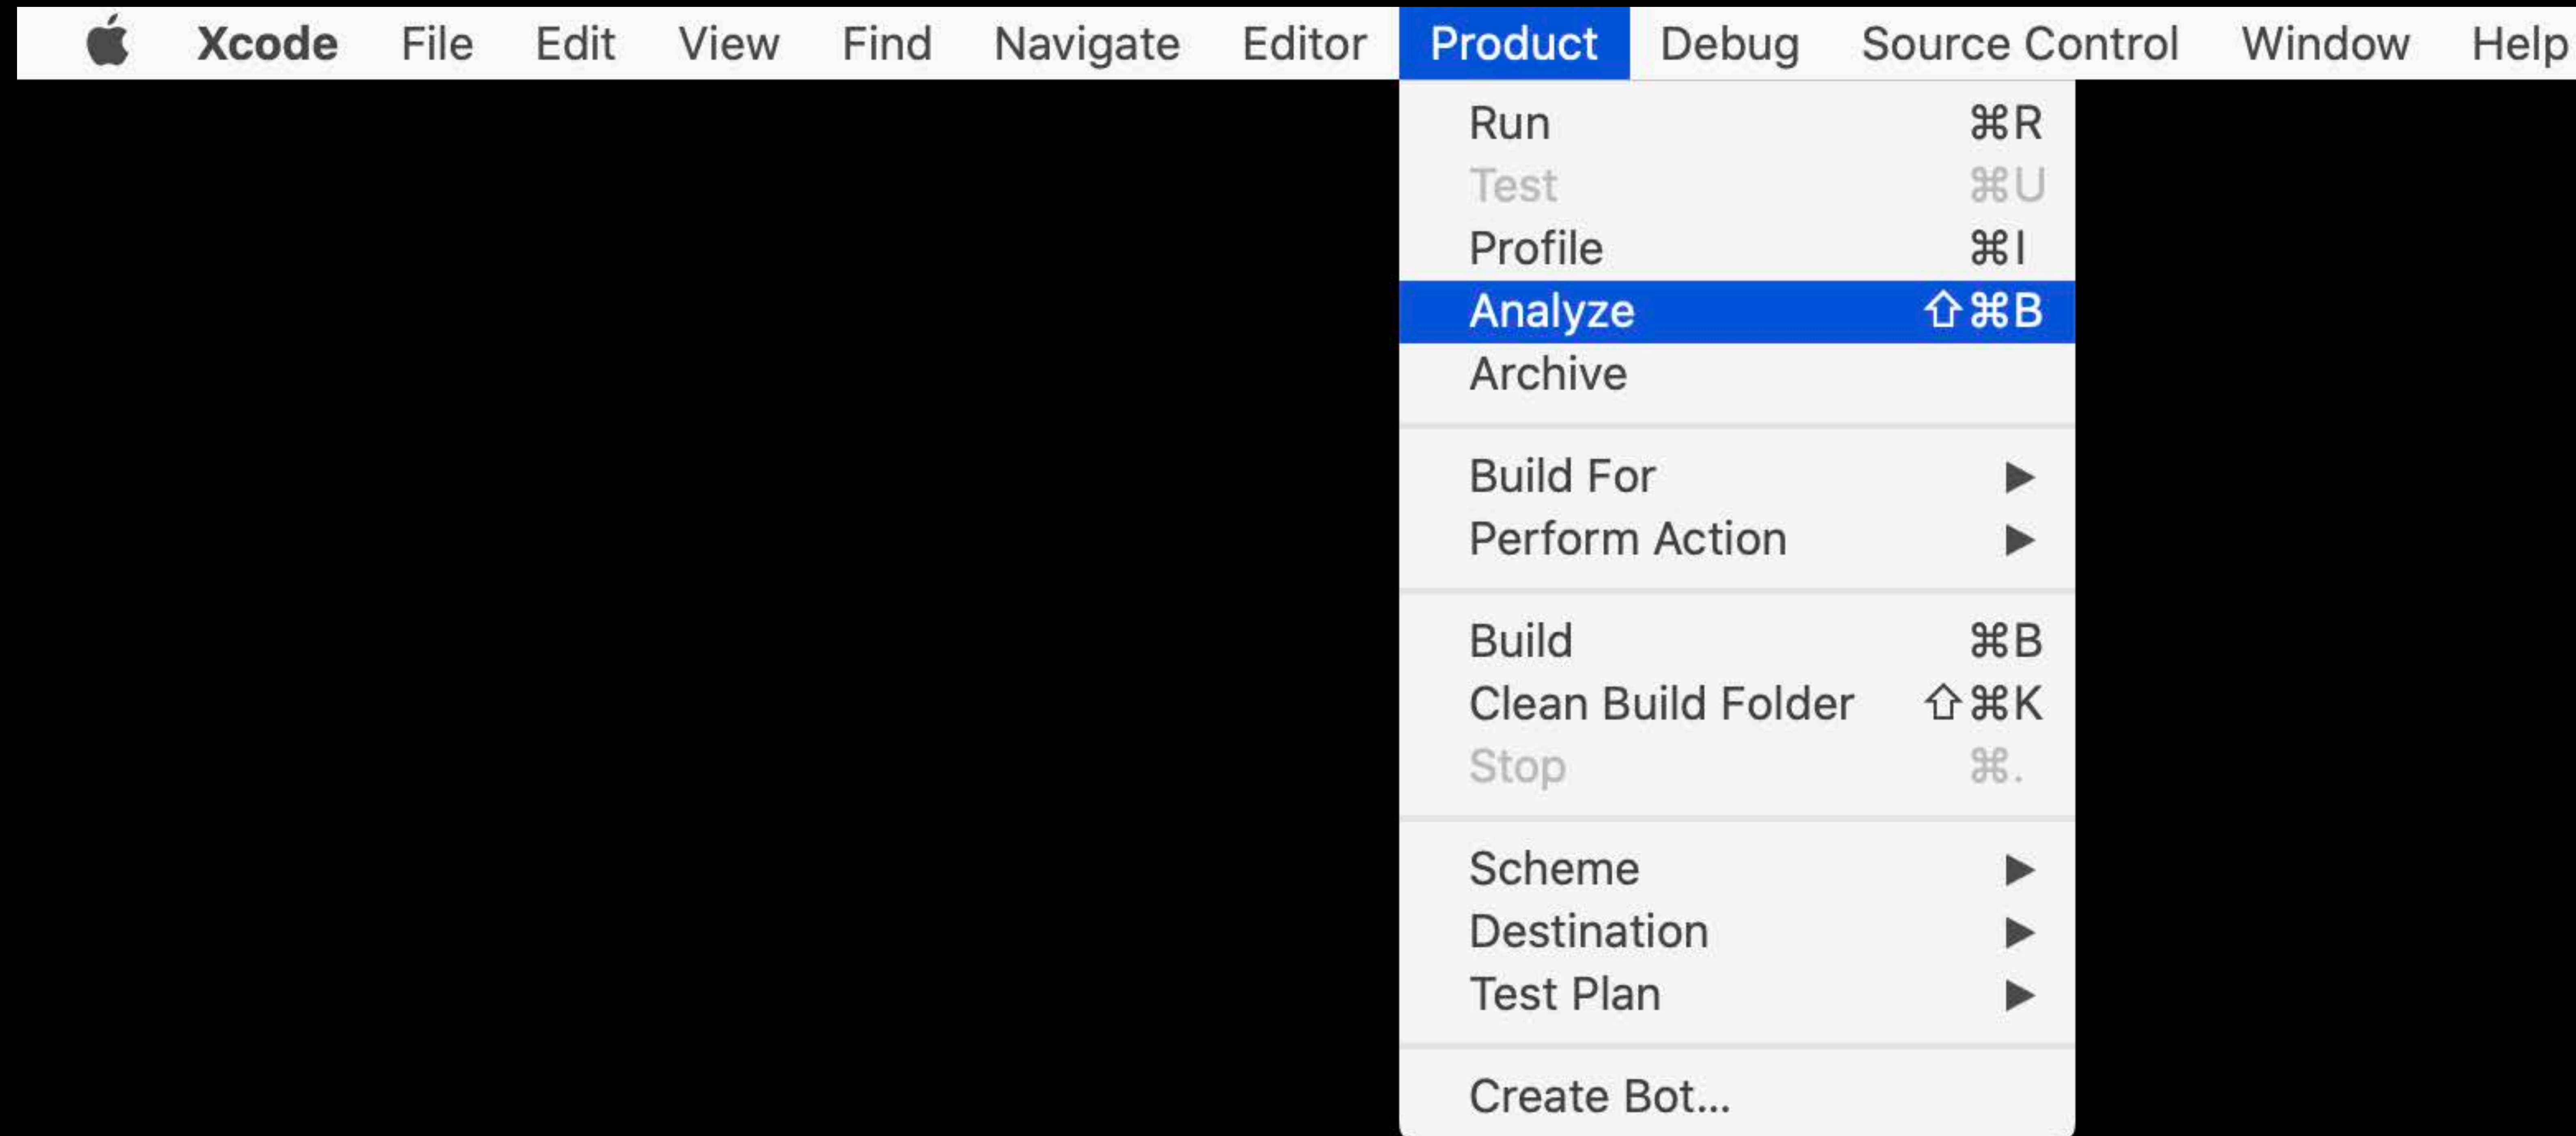 Xcode File Edit View Find Navigate Editor Product Debug Source Control Window Help
Run ⌘R
Test ⌘U
Profile ⌘I
Analyze ⇧⌘B
Archive
Build For ▶
Perform Action ▶
Build ⌘B
Clean Build Folder ⇧⌘K
Stop ⌘.
Scheme ▶
Destination ▶
Test Plan ▶
Create Bot...